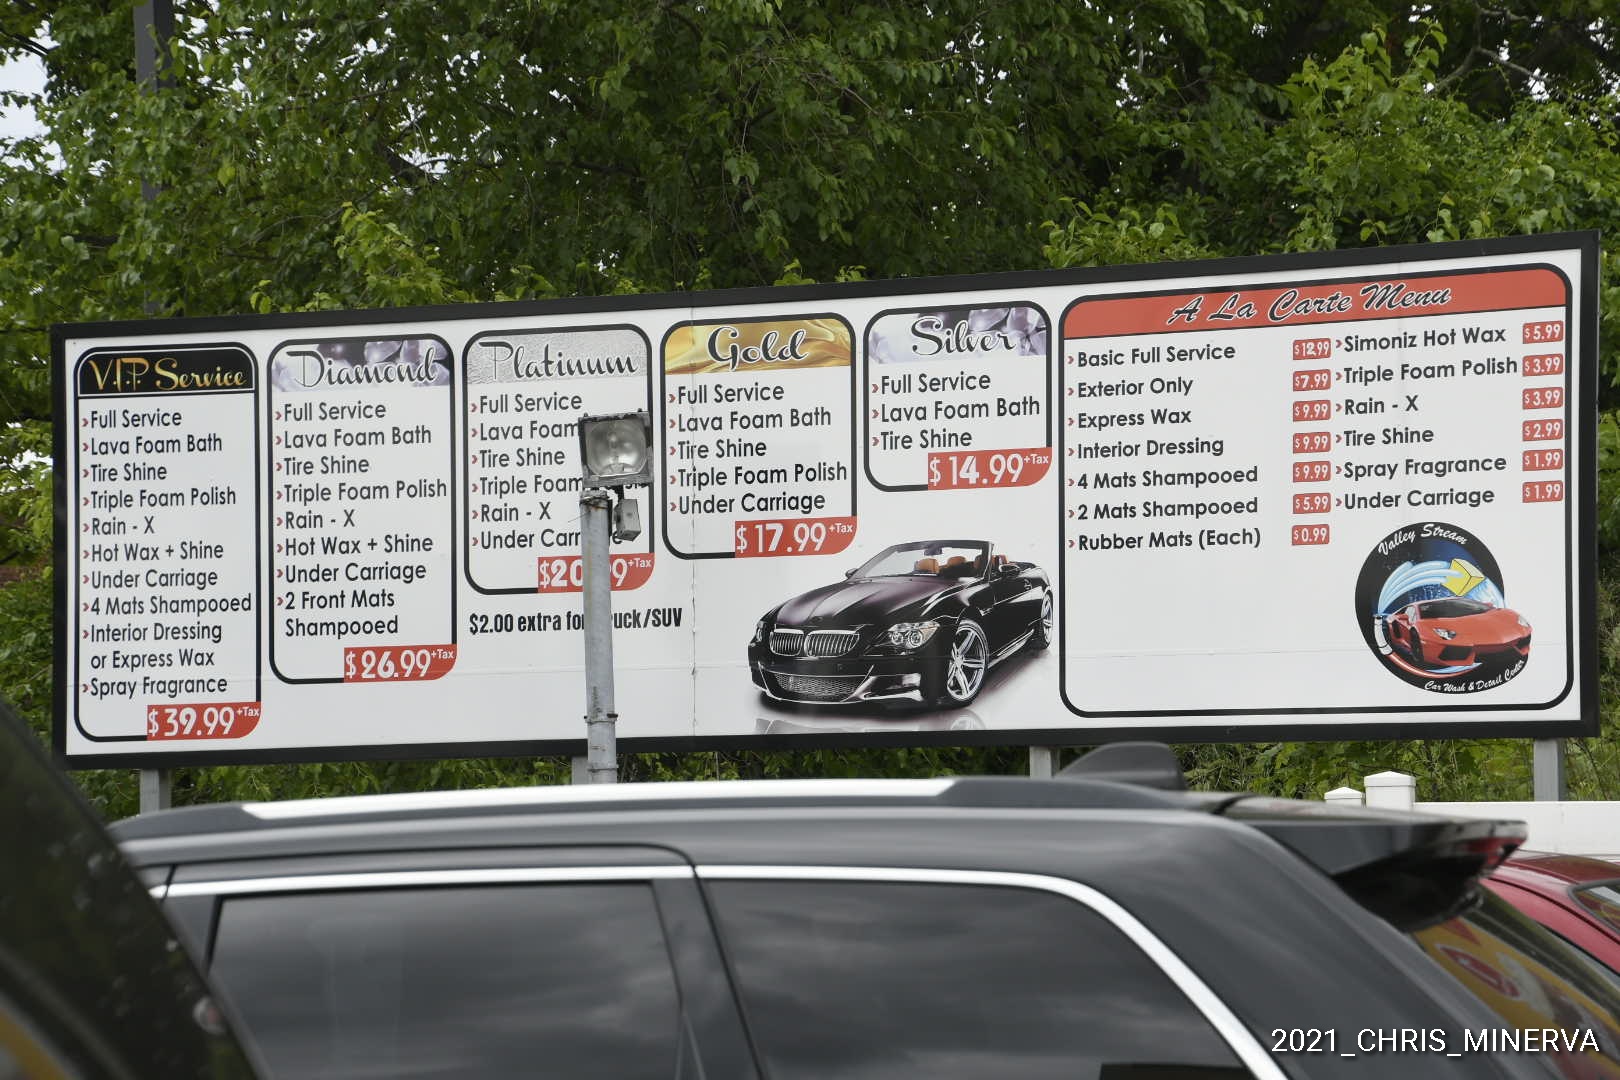 V.I.P. Service
Full Service
Lava Foam Bath
Tire Shine
Triple Foam Polish
Rain - X
Hot Wax + Shine
Under Carriage
4 Mats Shampooed
Interior Dressing
or Express Wax
Spray Fragrance
$39.99+Tax
Diamond
Full Service
Lava Foam Bath
Tire Shine
Triple Foam Polish
Rain - X
Hot Wax + Shine
Under Carriage
2 Front Mats
Shampooed
$26.99+Tax
Platinum
Full Service
Lava Foam
Tire Shine
Triple Foam
Rain - X
Under
+Tax
$2.00 extra /SUV
Gold
Full Service
Lava Foam Bath
Tire Shine
Triple Foam Polish
Under Carriage
$17.99+Tax
Silver
Full Service
Lava Foam Bath
Tire Shine
$14.99+Tax
A La Carte Menu
Basic Full Service $12.99
Exterior Only $7.99
Express Wax $9.99
Interior Dressing $9.99
4 Mats Shampooed $9.99
2 Mats Shampooed $5.99
Rubber Mats (Each) $0.99
Simoniz Hot Wax $5.99
Triple Foam Polish $3.99
Rain - X $3.99
Tire Shine $2.99
Spray Fragrance $1.99
Under Carriage $1.99
Valley Stream
Car Wash & Detail Center
2021_CHRIS_MINERVA